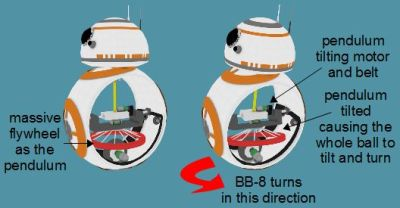 massive
flywheel
as the
pendulum
pendulum
tilting motor
and belt
pendulum
tilted
causing the
whole ball to
tilt and turn
BB-8 turns
in this direction